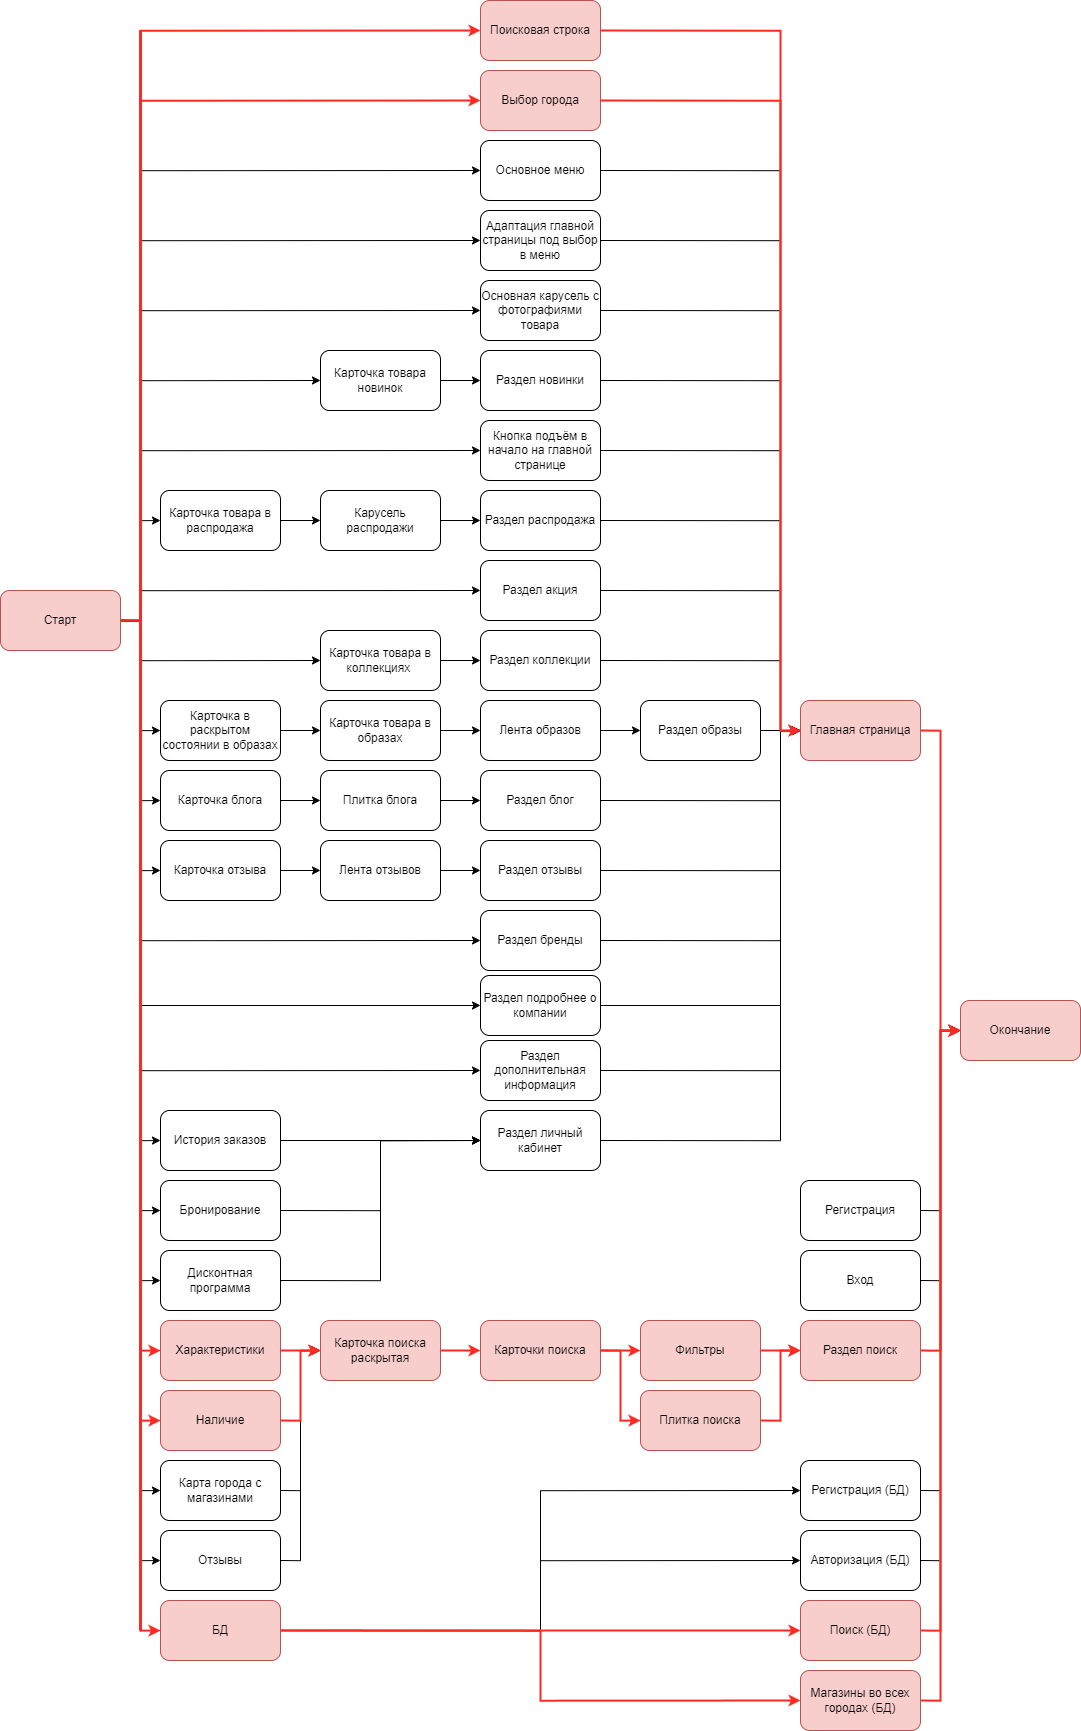 Поисковая строка
Выбор города
Основное меню
Адаптация главной
страницы под выбор
в меню
Основная карусель с
фотографиями
товара
Карточка товара
новинок
Раздел новинки
Кнопка подъём в
начало на главной
странице
Карточка товара в
распродажа
Карусель
распродажи
Раздел распродажа
Раздел акция
Старт
Карточка товара в
коллекциях
Раздел коллекции
Карточка в
раскрытом
состоянии в образах
Карточка товара в
образах
Лента образов
Раздел образы
Главная страница
Карточка блога
Плитка блога
Раздел блог
Карточка отзыва
Лента отзывов
Раздел отзывы
Раздел бренды
Раздел подробнее о
компании
Окончание
Раздел
дополнительная
информация
История заказов
Раздел личный
кабинет
Бронирование
Регистрация
Дисконтная
программа
Вход
Характеристики
Карточка поиска
раскрытая
Карточки поиска
Фильтры
Раздел поиск
Наличие
Плитка поиска
Карта города с
магазинами
Регистрация (БД)
Отзывы
Авторизация (БД)
БД
Поиск (БД)
Магазины во всех
городах (БД)